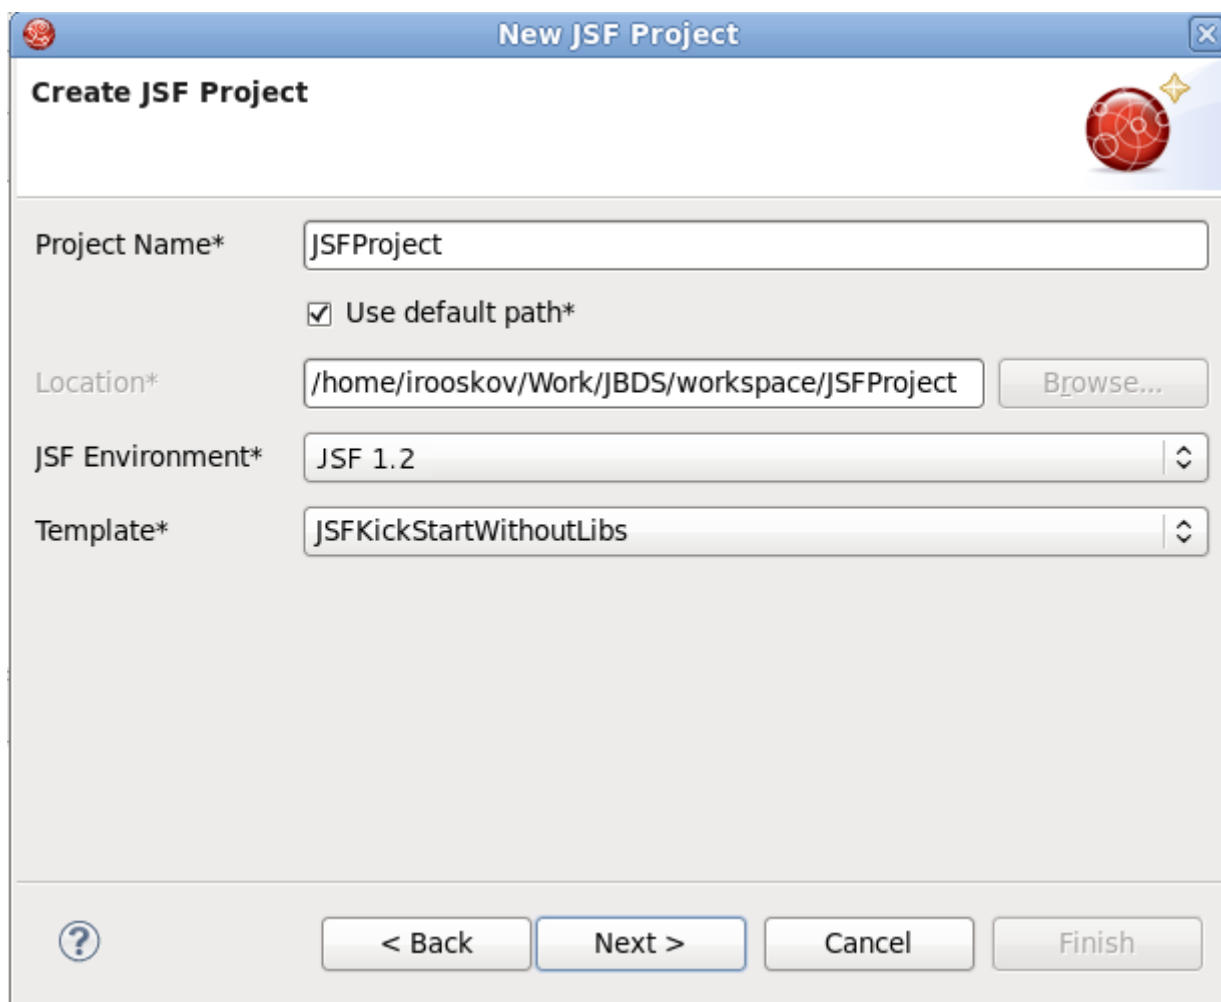 New JSF Project
Create JSF Project
Project Name* JSFProject
Use default path*
Location* /home/irooskov/Work/JBDS/workspace/JSFProject Browse...
JSF Environment* JSF 1.2
Template* JSFKickStartWithoutLibs
? < Back Next > Cancel Finish